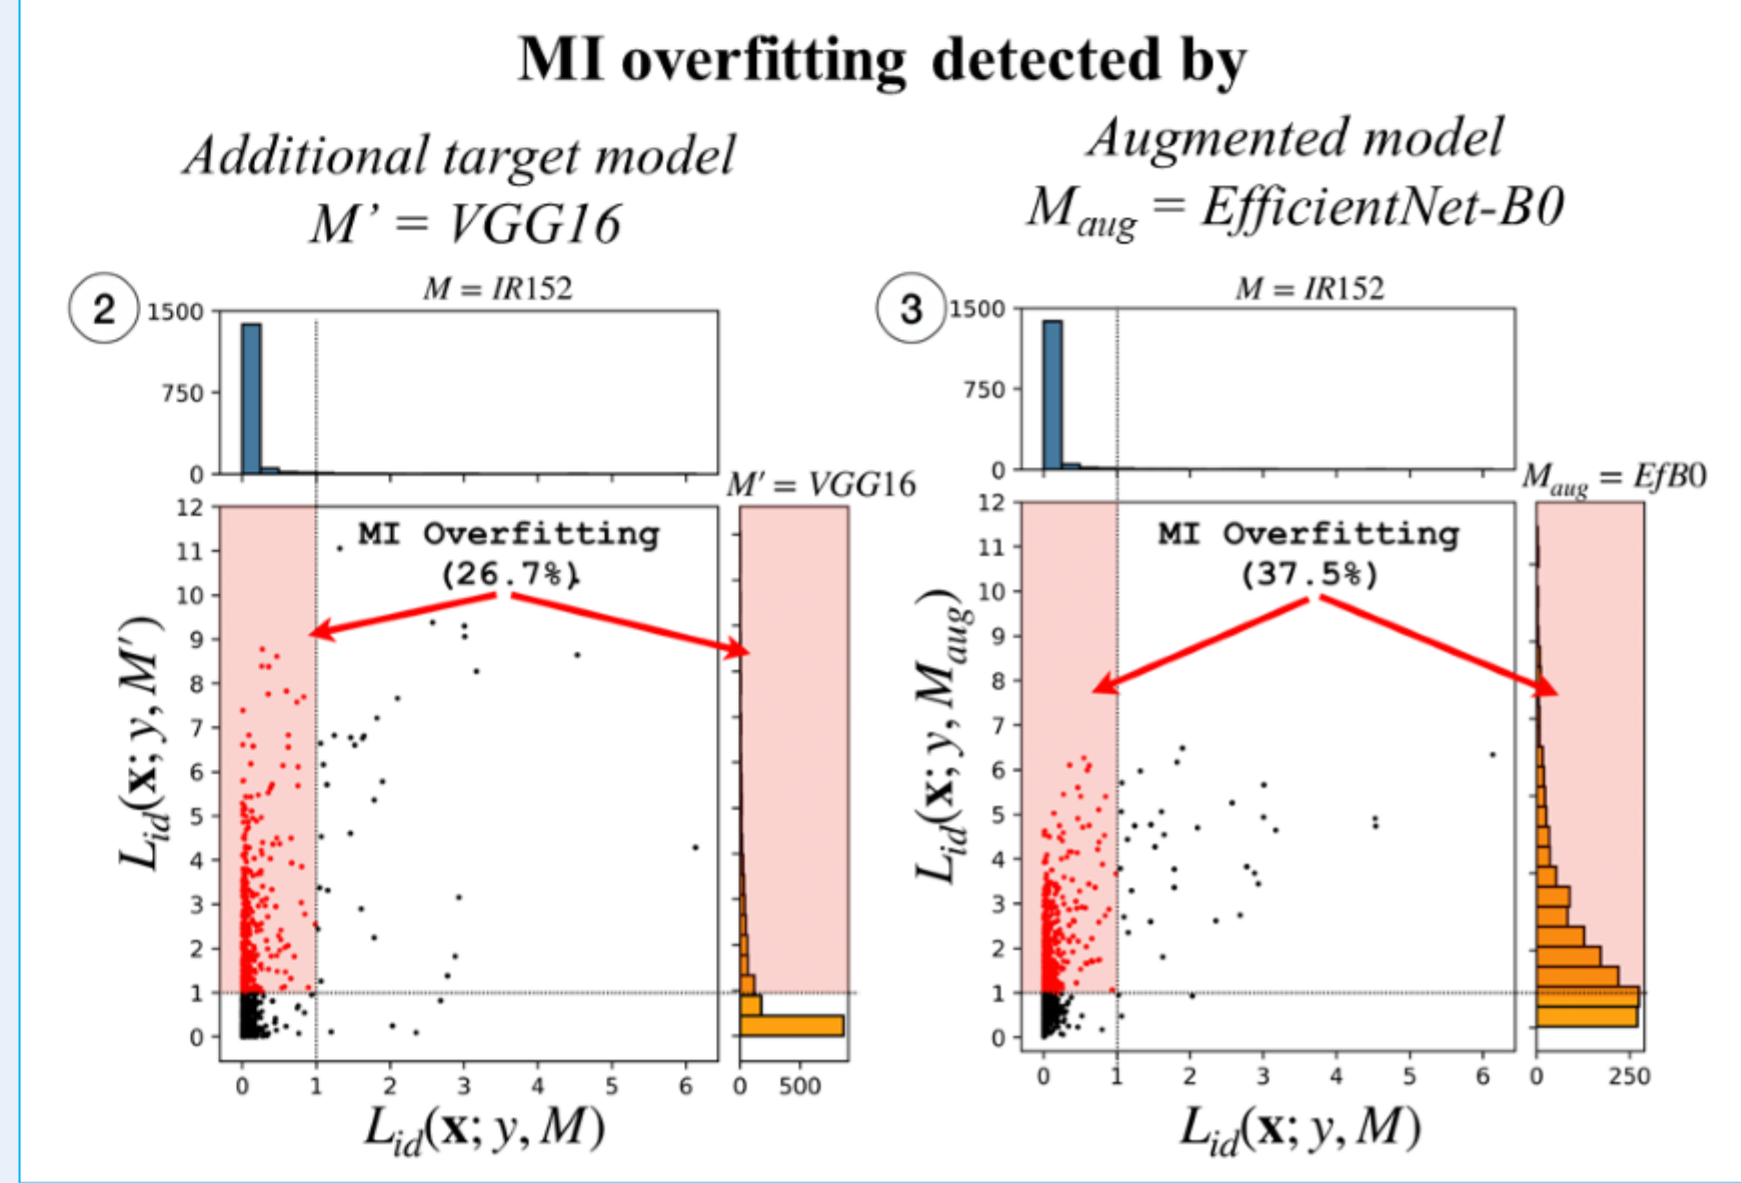 MI overfitting detected by
Additional target model
M’ = VGG16
Augmented model
M_aug = EfficientNet-B0
2
M = IR152
1500
750
0
M′ = VGG16
12
11
10
9
8
7
6
5
4
3
2
1
0
MI Overfitting
(26.7%)
L_id(x; y, M′)
0 1 2 3 4 5 6
0 500
L_id(x; y, M)
3
M = IR152
1500
750
0
M_aug = EfB0
12
11
10
9
8
7
6
5
4
3
2
1
0
MI Overfitting
(37.5%)
L_id(x; y, M_aug)
0 1 2 3 4 5 6
0 250
L_id(x; y, M)